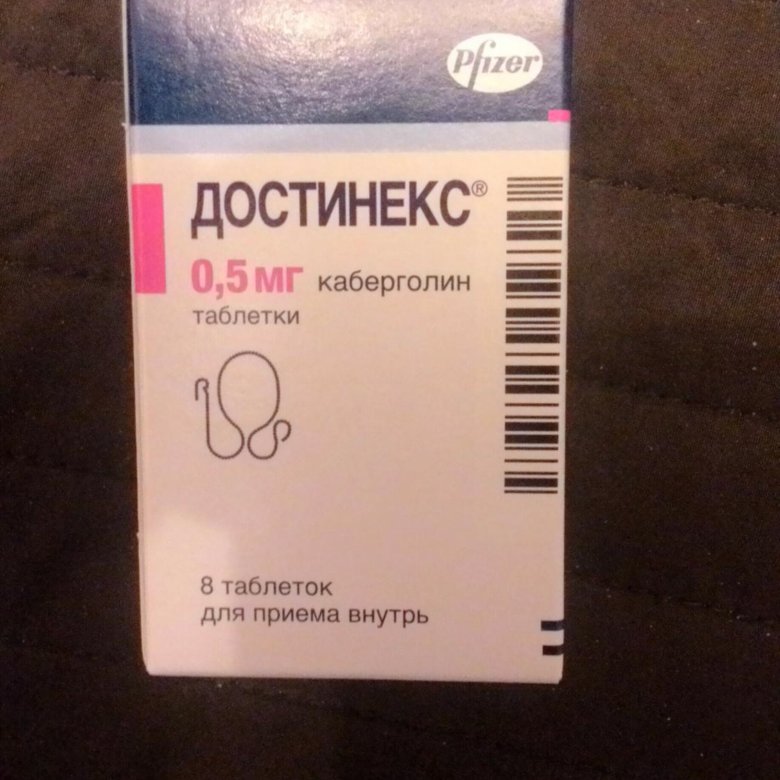 Pfizer
ДОСТИНЕКС®
0,5 мг каберголин
таблетки
8 таблеток
для приема внутрь